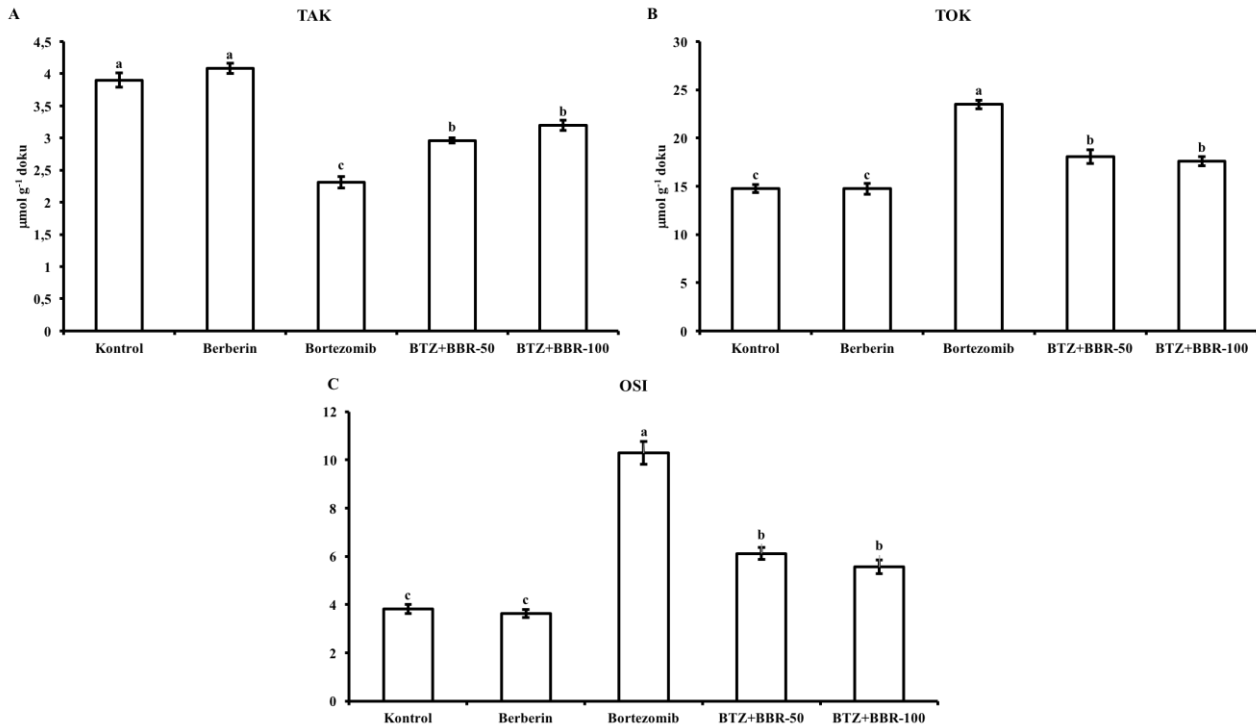 A
TAK
4,5
4
3,5
3
2,5
2
1,5
1
0,5
0
µmol g⁻¹ doku
a
a
c
b
b
Kontrol Berberin Bortezomib BTZ+BBR-50 BTZ+BBR-100
B
TOK
30
25
20
15
10
5
0
µmol g⁻¹ doku
c
c
a
b
b
Kontrol Berberin Bortezomib BTZ+BBR-50 BTZ+BBR-100
C
OSI
12
10
8
6
4
2
0
c
c
a
b
b
Kontrol Berberin Bortezomib BTZ+BBR-50 BTZ+BBR-100